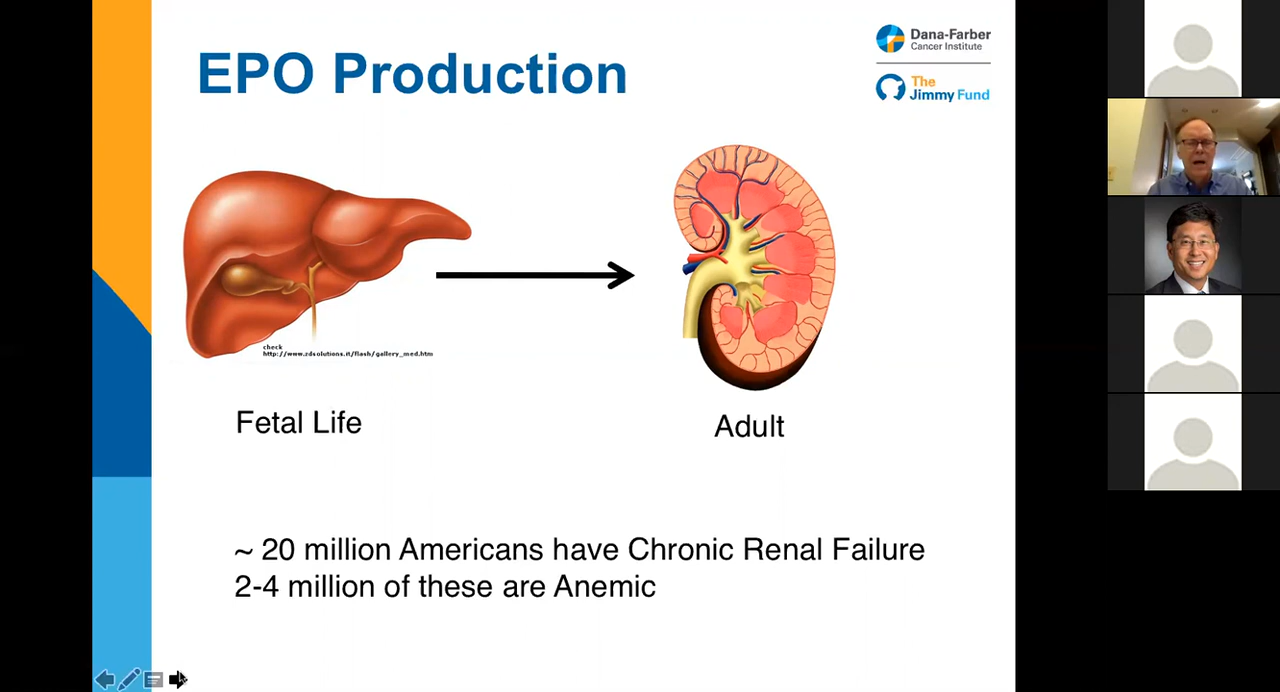 EPO Production
Dana-Farber
Cancer Institute
The
Jimmy Fund
check
http://www.zdsolutions.it/flash/gallery_med.htm
Fetal Life
Adult
~ 20 million Americans have Chronic Renal Failure
2-4 million of these are Anemic